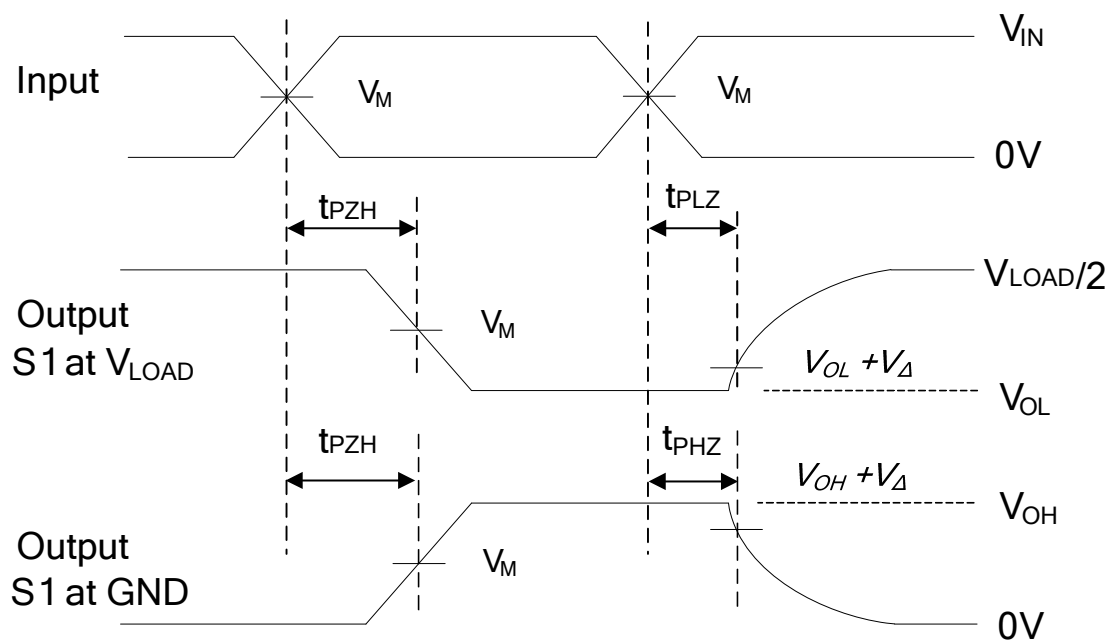 V_IN
Input
V_M
V_M
0V
t_PZH
t_PLZ
V_LOAD/2
Output
S1 at V_LOAD
V_M
V_OL + V_Δ
V_OL
t_PZH
t_PHZ
V_OH + V_Δ
V_OH
Output
S1 at GND
V_M
0V